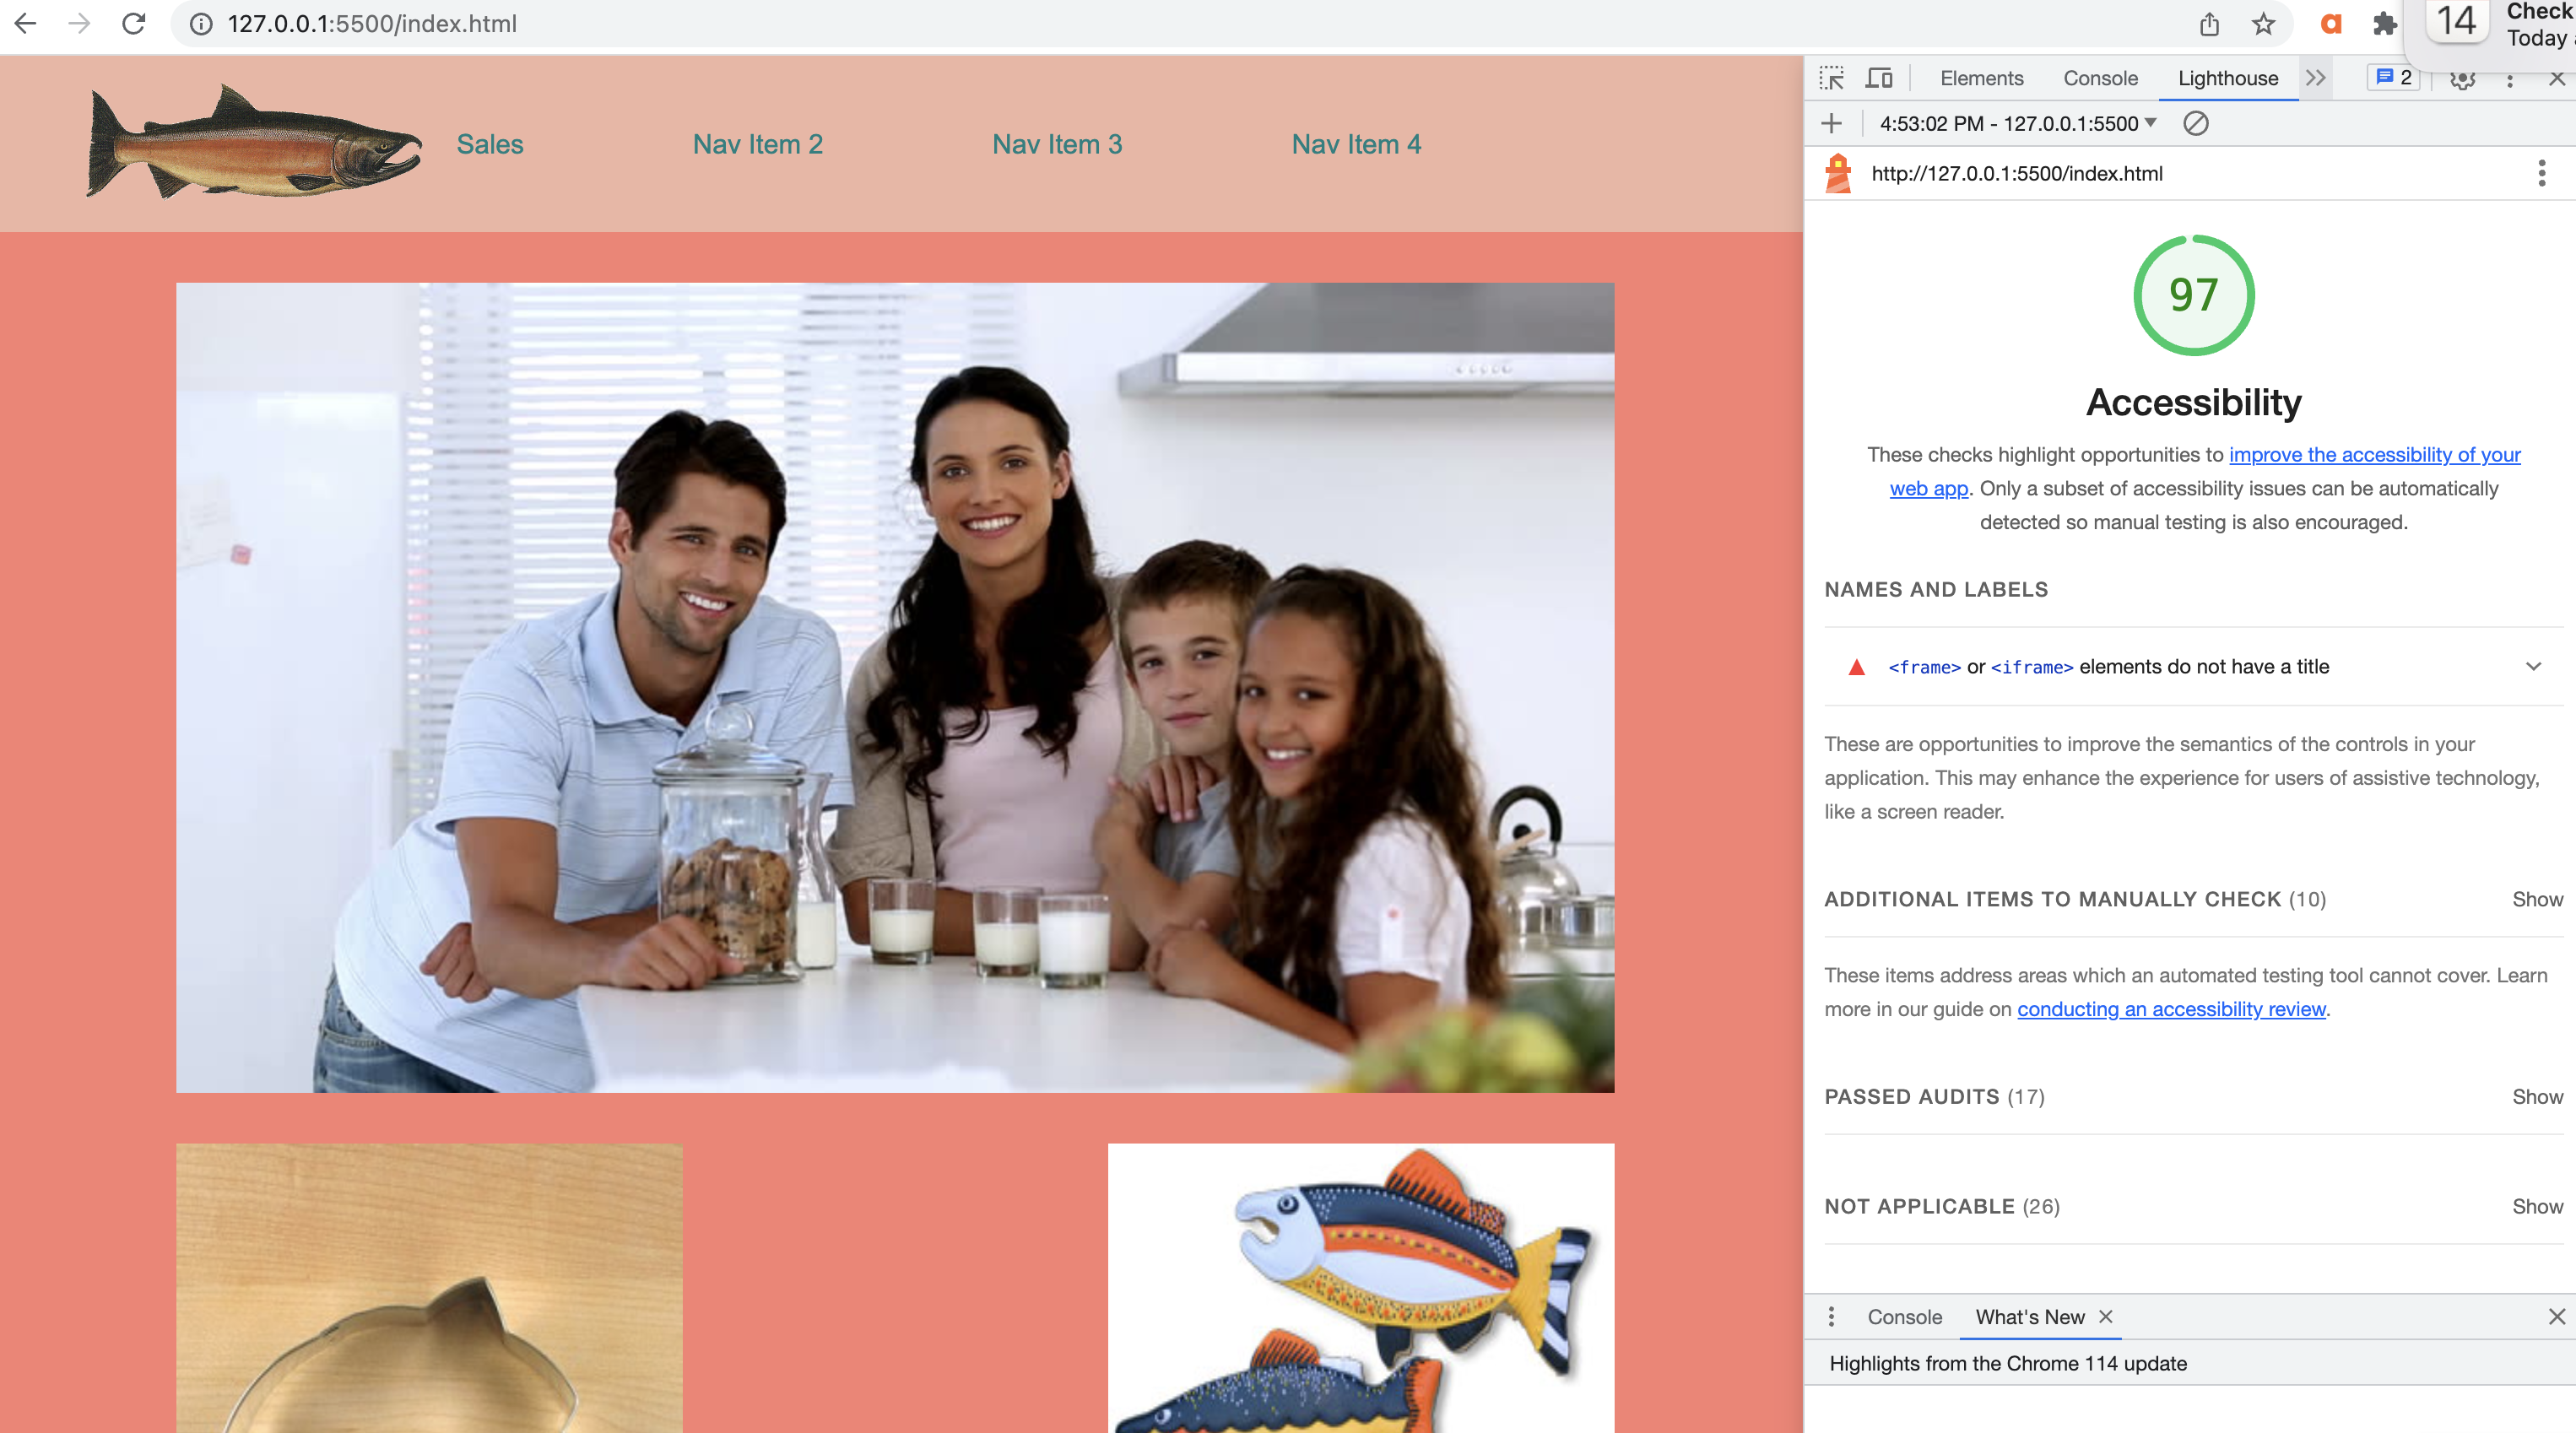 127.0.0.1:5500/index.html
14
Check
Today
Sales
Nav Item 2
Nav Item 3
Nav Item 4
Elements
Console
Lighthouse
2
4:53:02 PM - 127.0.0.1:5500
http://127.0.0.1:5500/index.html
97
Accessibility
These checks highlight opportunities to improve the accessibility of your
web app. Only a subset of accessibility issues can be automatically
detected so manual testing is also encouraged.
NAMES AND LABELS
<frame> or <iframe> elements do not have a title
These are opportunities to improve the semantics of the controls in your
application. This may enhance the experience for users of assistive technology,
like a screen reader.
ADDITIONAL ITEMS TO MANUALLY CHECK (10)
Show
These items address areas which an automated testing tool cannot cover. Learn
more in our guide on conducting an accessibility review.
PASSED AUDITS (17)
Show
NOT APPLICABLE (26)
Show
Console
What's New
Highlights from the Chrome 114 update